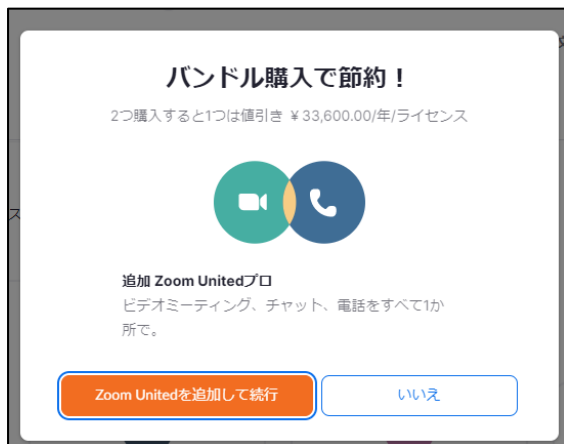 バンドル購入で節約！
2つ購入すると1つは値引き ￥33,600.00/年/ライセンス
ス
追加 Zoom Unitedプロ
ビデオミーティング、チャット、電話をすべて1か
所で。
Zoom Unitedを追加して続行
いいえ